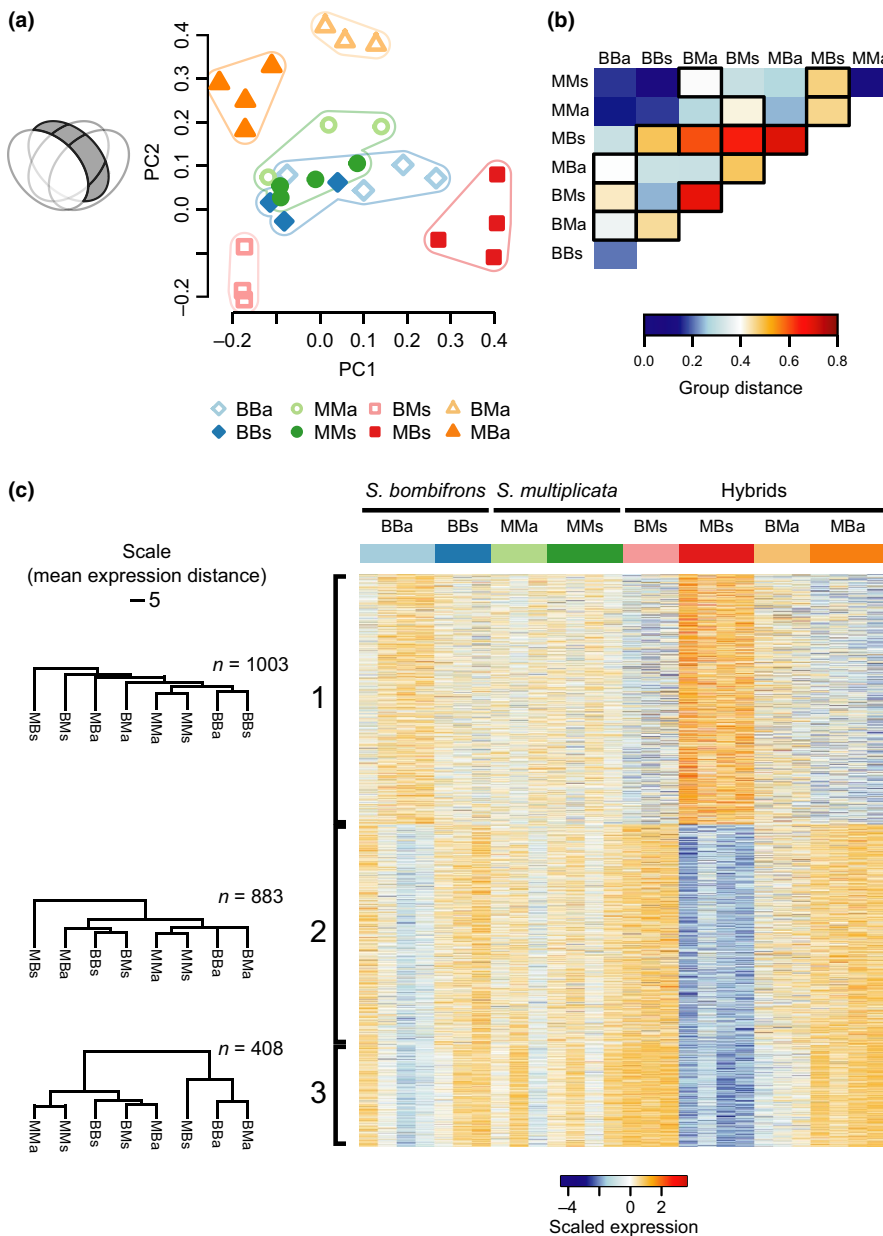 (a)
PC2
0.4
0.3
0.2
0.1
0.0
−0.2
−0.2
0.0
0.1
0.2
0.3
0.4
PC1
BBa MMa BMs BMa
BBs MMs MBs MBa
(b)
BBa BBs BMa BMs MBa MBs MMa
MMs
MMa
MBs
MBa
BMs
BMa
BBs
0.0 0.2 0.4 0.6 0.8
Group distance
(c)
S. bombifrons S. multiplicata Hybrids
BBa BBs MMa MMs BMs MBs BMa MBa
Scale
(mean expression distance)
5
n = 1003
MBs BMs MBa BMa MMa MMs BBa BBs
1
n = 883
MBs MBa BBs BMs MMa MMs BBa BMa
2
n = 408
MMa MMs BBs BMs MBa MBs BBa BMa
3
−4 0 2
Scaled expression